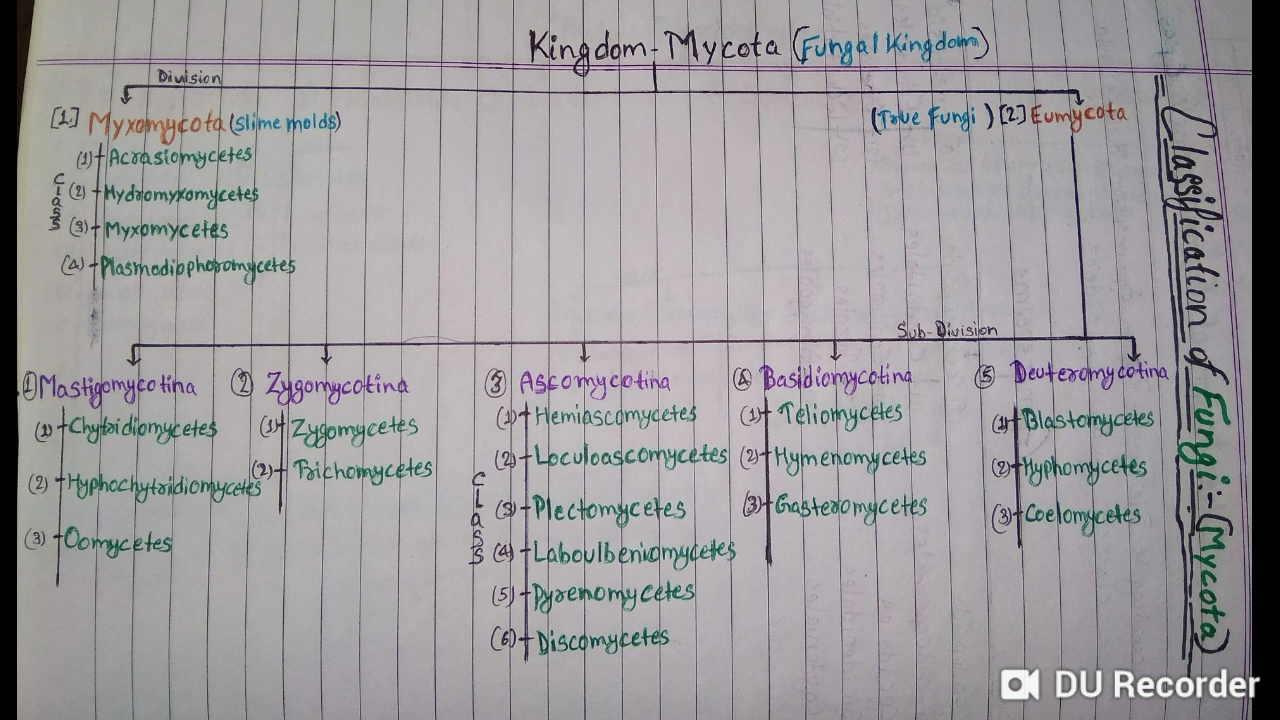 Kingdom-Mycota (Fungal Kingdom)
Division
[1] Myxomycota (Slime molds)
(1) Acrasiomycetes
(2) Hydromyxomycetes
(3) Myxomycetes
(4) Plasmodiophoromycetes
Class
(True Fungi) [2] Eumycota
Sub-Division
① Mastigomycotina
(1) Chytridiomycetes
(2) Hyphochytridiomycetes
(3) Oomycetes
② Zygomycotina
(1) Zygomycetes
(2) Trichomycetes
③ Ascomycotina
(1) Hemiascomycetes
(2) Loculoascomycetes
(3) Plectomycetes
(4) Laboulbeniomycetes
(5) Pyrenomycetes
(6) Discomycetes
Class
④ Basidiomycotina
(1) Teliomycetes
(2) Hymenomycetes
(3) Gasteromycetes
⑤ Deuteromycotina
(1) Blastomycetes
(2) Hyphomycetes
(3) Coelomycetes
Classification of Fungi:-(Mycota)
DU Recorder